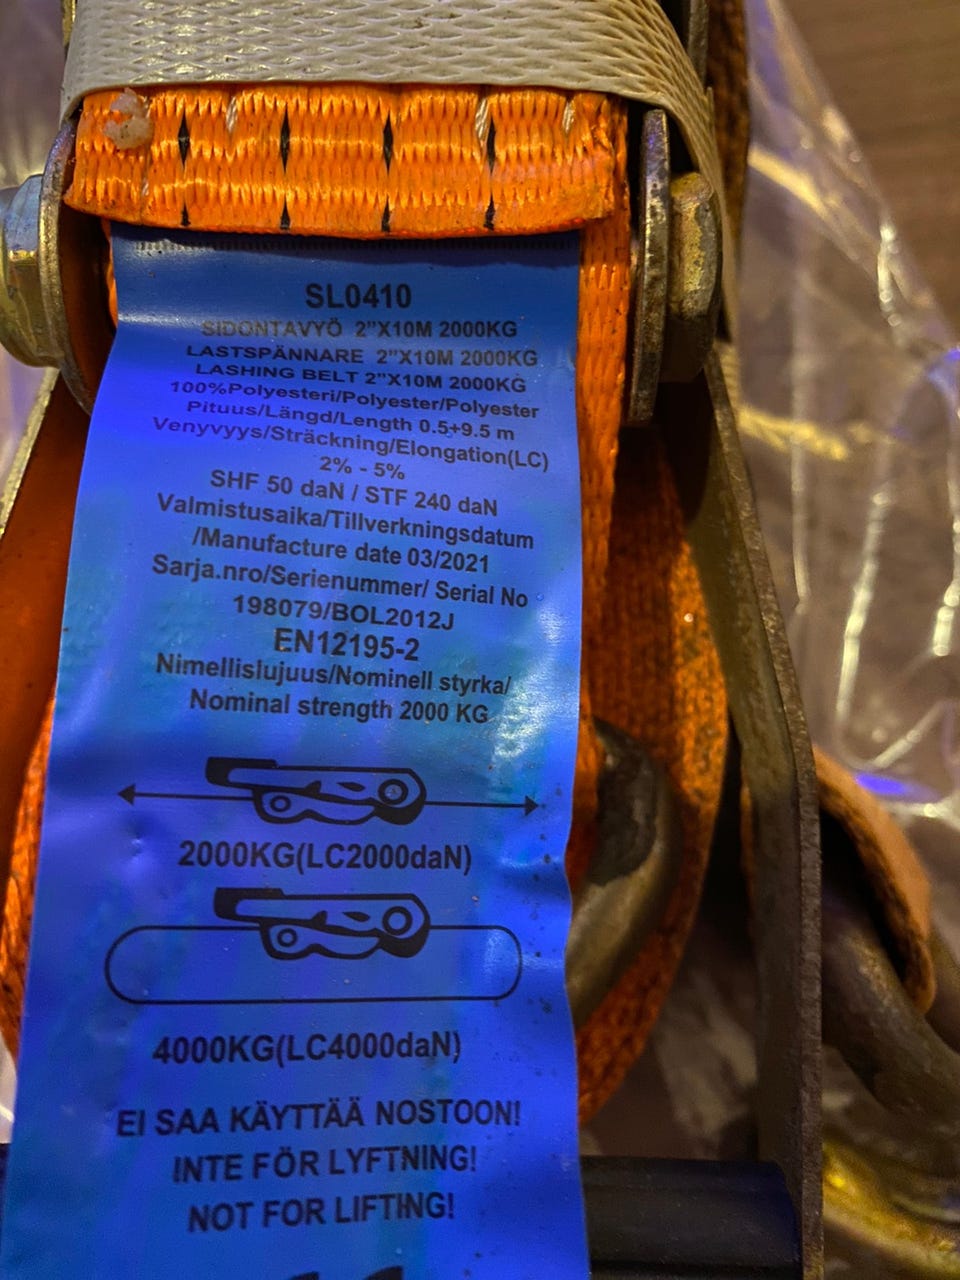 SL0410
SIDONTAVYÖ 2”X10M 2000KG
LASTSPÄNNARE 2”X10M 2000KG
LASHING BELT 2”X10M 2000KG
100%Polyesteri/Polyester/Polyester
Pituus/Längd/Length 0.5+9.5 m
Venyvyys/Sträckning/Elongation(LC)
2% - 5%
SHF 50 daN / STF 240 daN
Valmistusaika/Tillverkningsdatum
/Manufacture date 03/2021
Sarja.nro/Serienummer/ Serial No
198079/BOL2012J
EN12195-2
Nimellislujuus/Nominell styrka/
Nominal strength 2000 KG
2000KG(LC2000daN)
4000KG(LC4000daN)
EI SAA KÄYTTÄÄ NOSTOON!
INTE FÖR LYFTNING!
NOT FOR LIFTING!